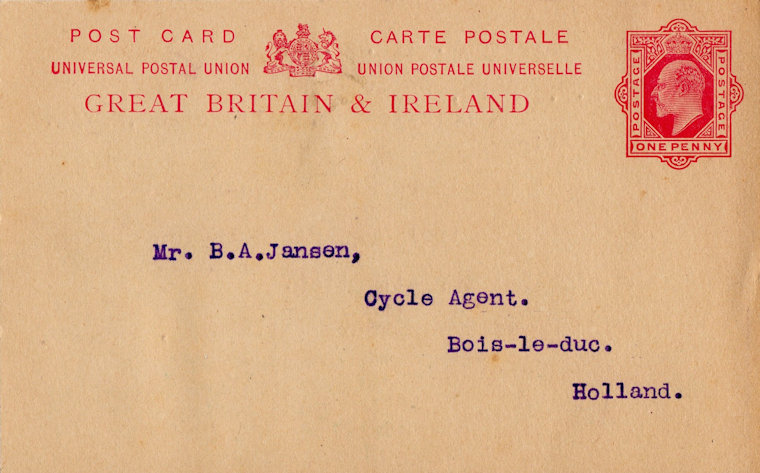 POST CARD CARTE POSTALE
UNIVERSAL POSTAL UNION UNION POSTALE UNIVERSELLE
GREAT BRITAIN & IRELAND
POSTAGE POSTAGE
ONE PENNY
Mr. B.A.Jansen,
Cycle Agent.
Bois-le-duc.
Holland.